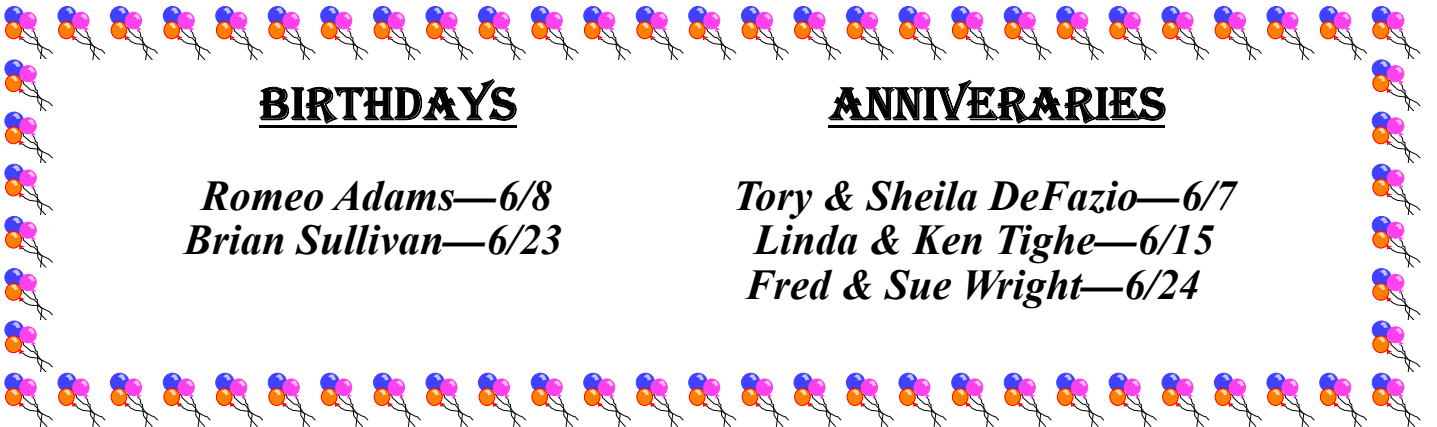 BIRTHDAYS
Romeo Adams—6/8
Brian Sullivan—6/23
ANNIVERARIES
Tory & Sheila DeFazio—6/7
Linda & Ken Tighe—6/15
Fred & Sue Wright—6/24